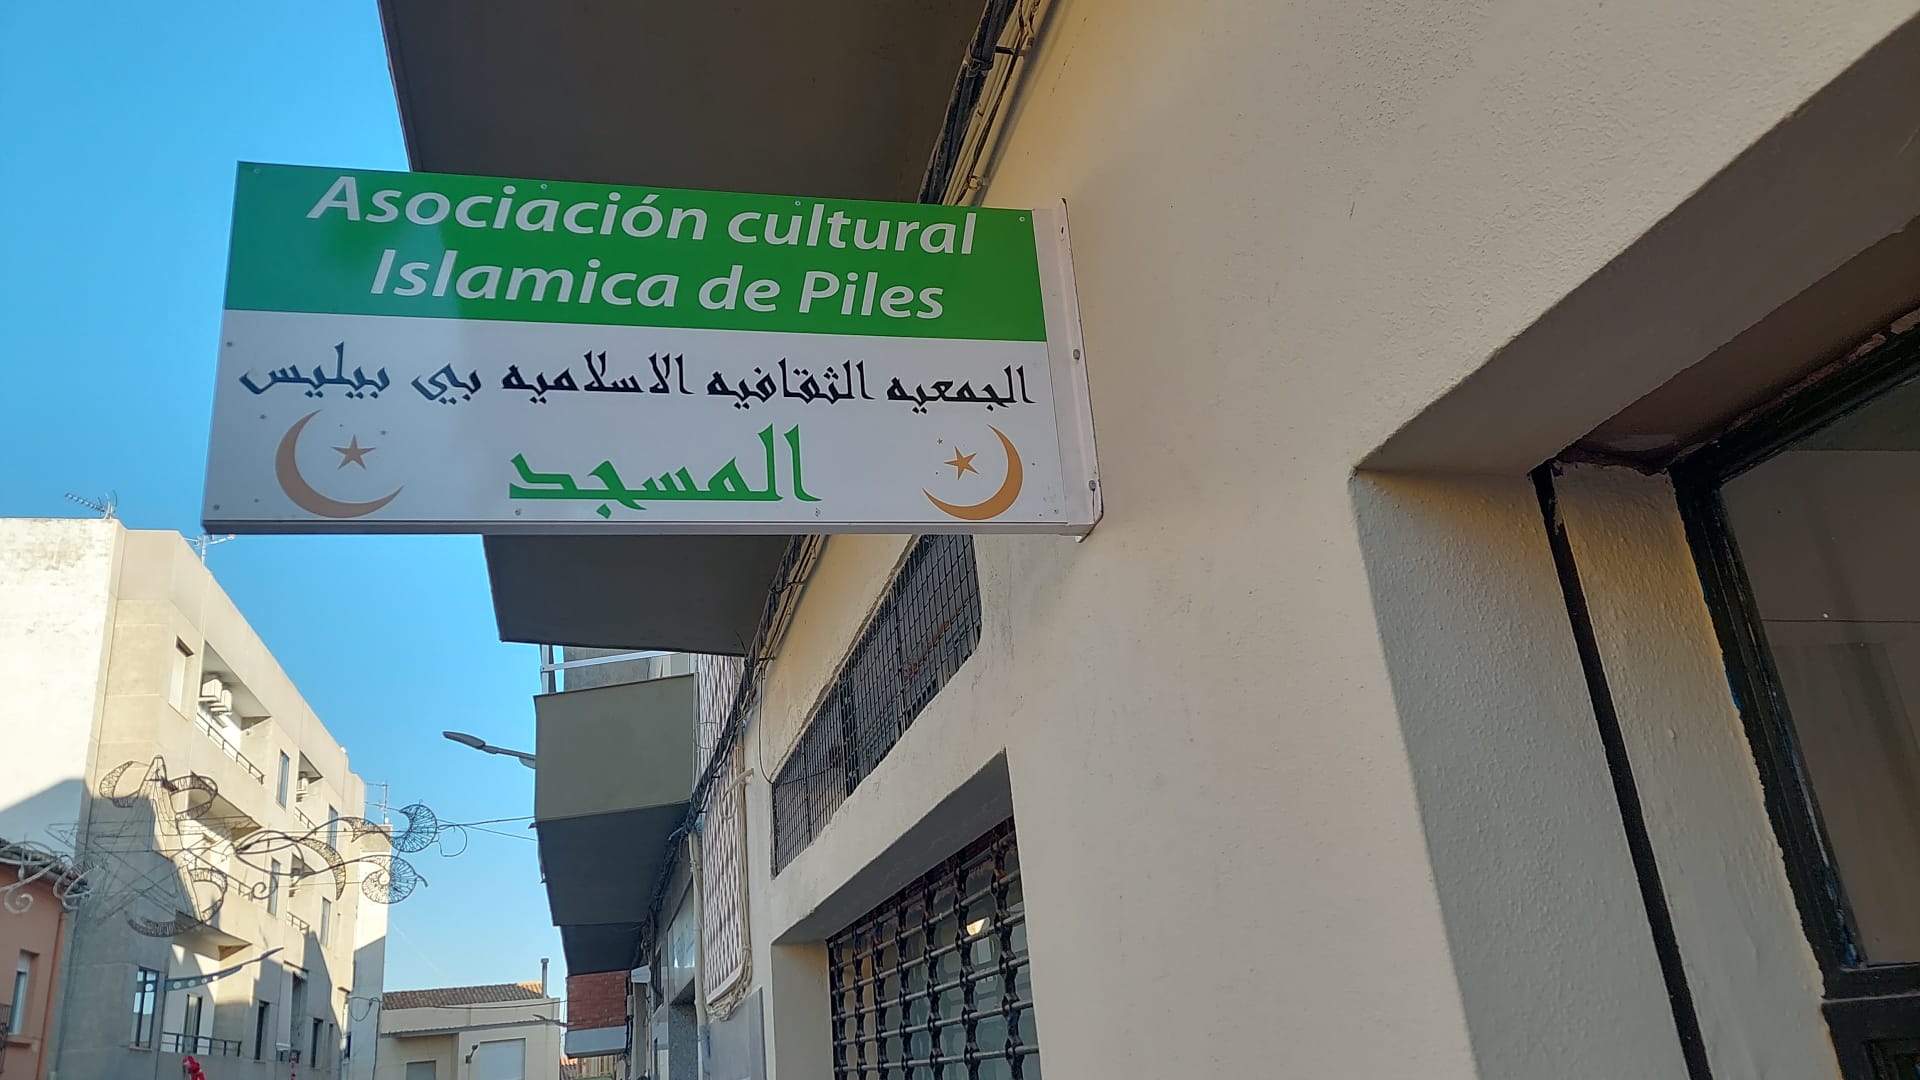 Asociación cultural
Islamica de Piles
الجمعيه الثقافيه الاسلاميه بي بيليس
المسجد